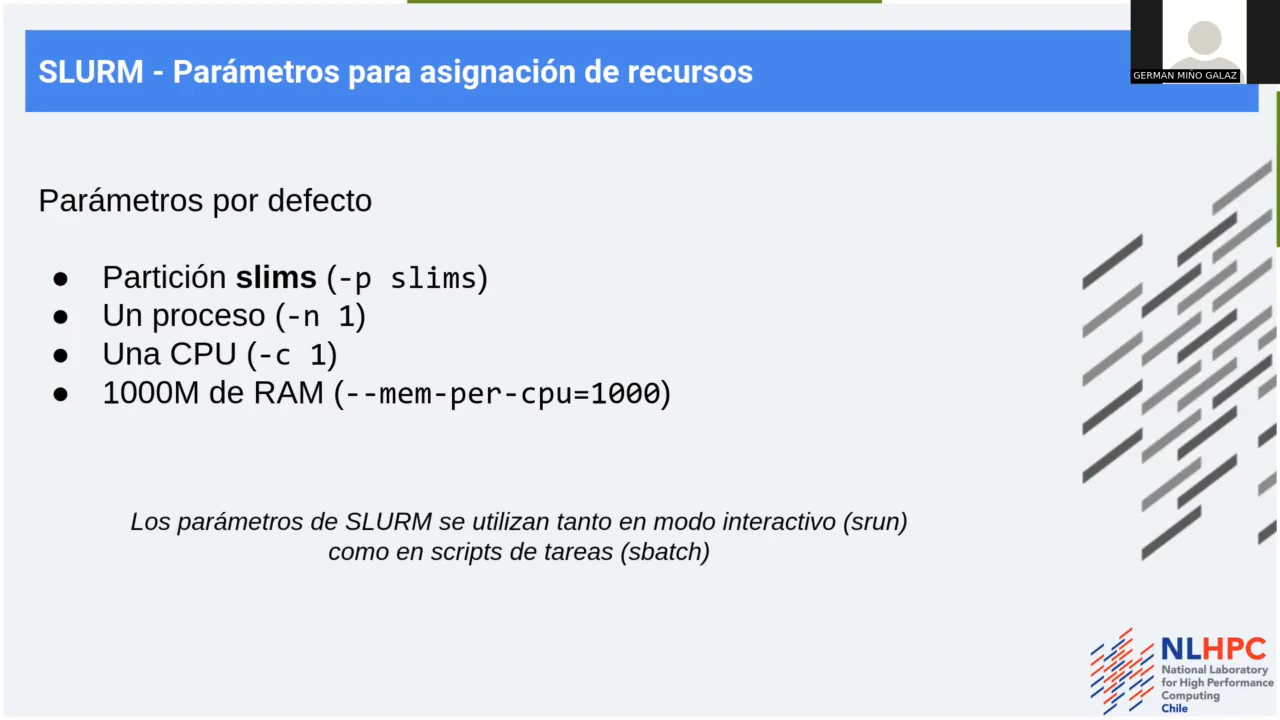 SLURM - Parámetros para asignación de recursos
GERMAN MIÑO GALAZ
Parámetros por defecto
● Partición slims (-p slims)
● Un proceso (-n 1)
● Una CPU (-c 1)
● 1000M de RAM (--mem-per-cpu=1000)
Los parámetros de SLURM se utilizan tanto en modo interactivo (srun)
como en scripts de tareas (sbatch)
NLHPC
National Laboratory
for High Performance
Computing
Chile